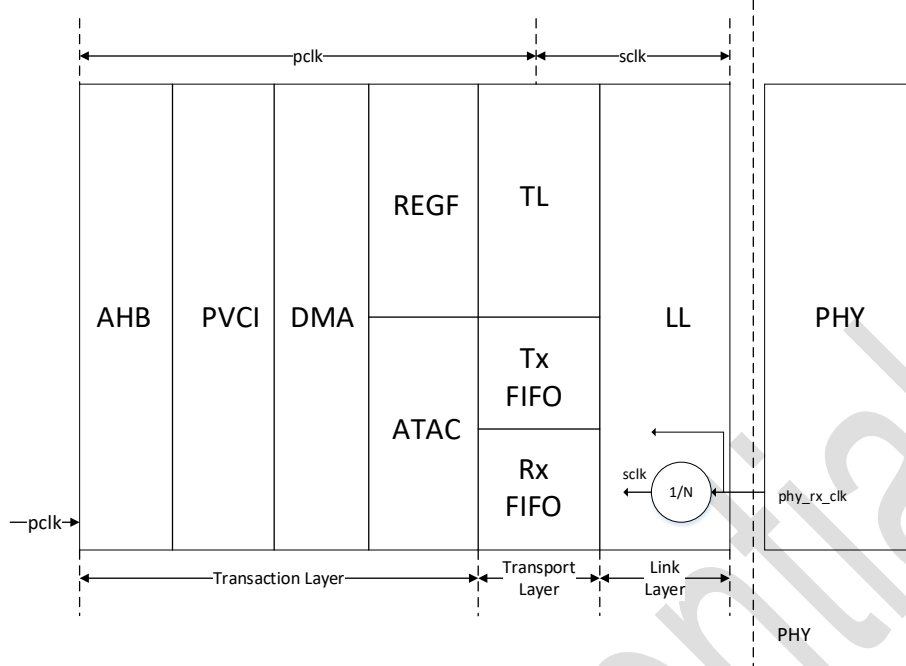 pclk
sclk
AHB
PVCI
DMA
REGF
ATAC
TL
Tx
FIFO
Rx
FIFO
LL
sclk
1/N
phy_rx_clk
PHY
pclk
Transaction Layer
Transport
Layer
Link
Layer
PHY